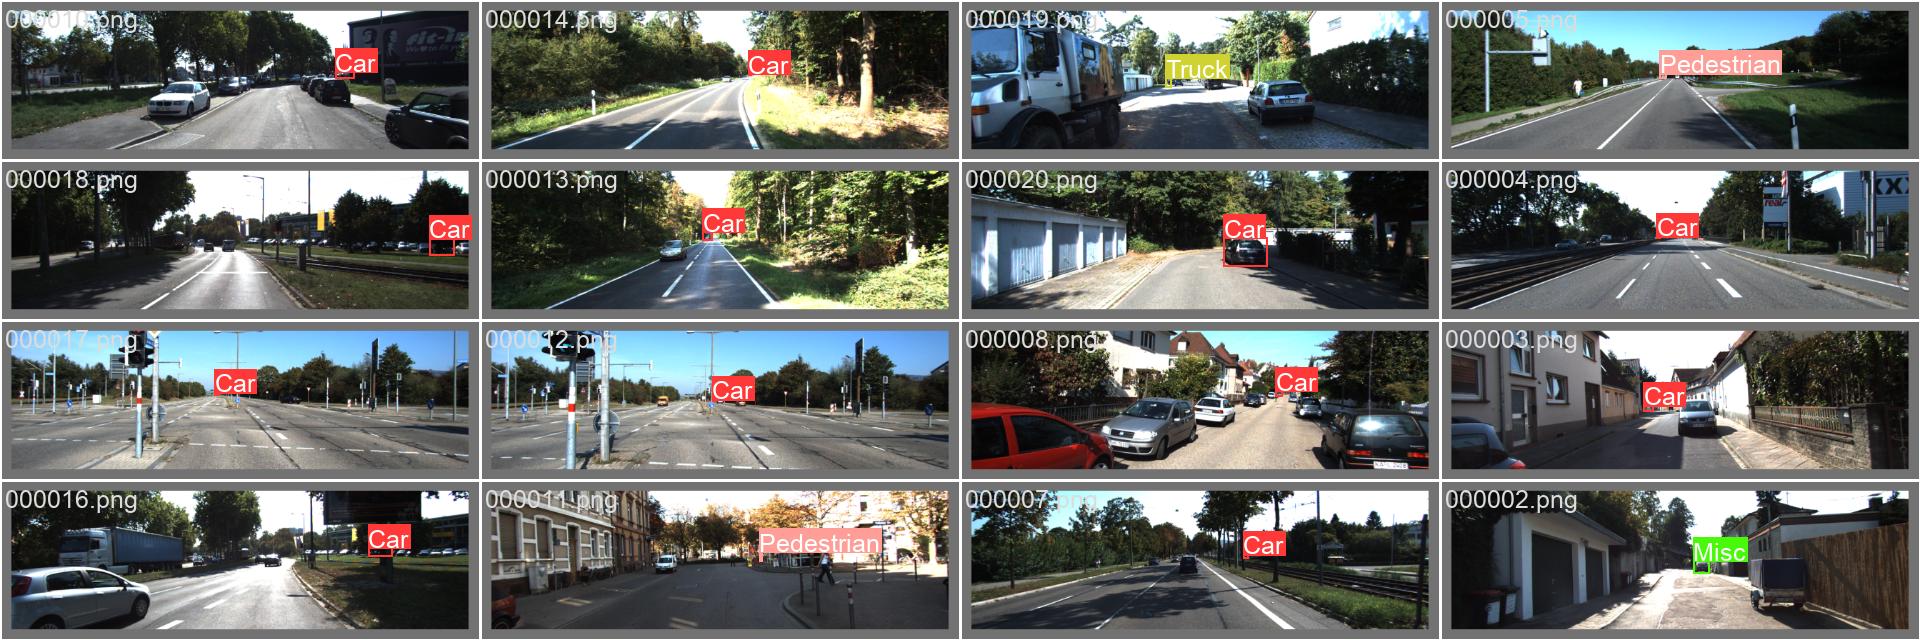 000010.png
Car
000014.png
Car
000019.png
Truck
000005.png
Pedestrian
000018.png
Car
000013.png
Car
000020.png
Car
000004.png
Car
real
000017.png
Car
000012.png
Car
000008.png
Car
000003.png
Car
000016.png
Car
000011.png
Pedestrian
000007.png
Car
000002.png
Misc